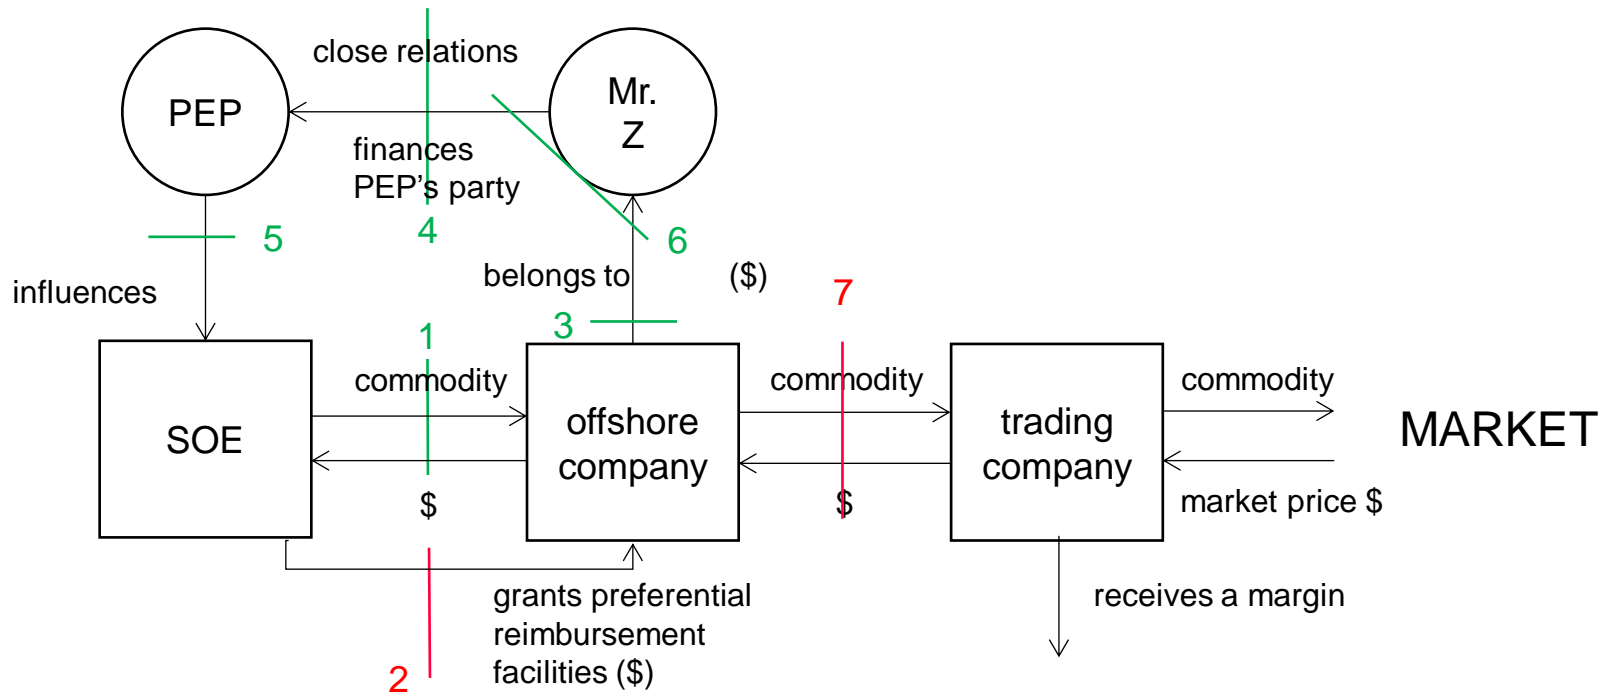 close relations
PEP
Mr.
Z
finances
PEP's party
4
5
6
influences
belongs to
($)
7
3
1
commodity
commodity
commodity
SOE
offshore
company
trading
company
MARKET
$
$
market price $
grants preferential
reimbursement
facilities ($)
receives a margin
2